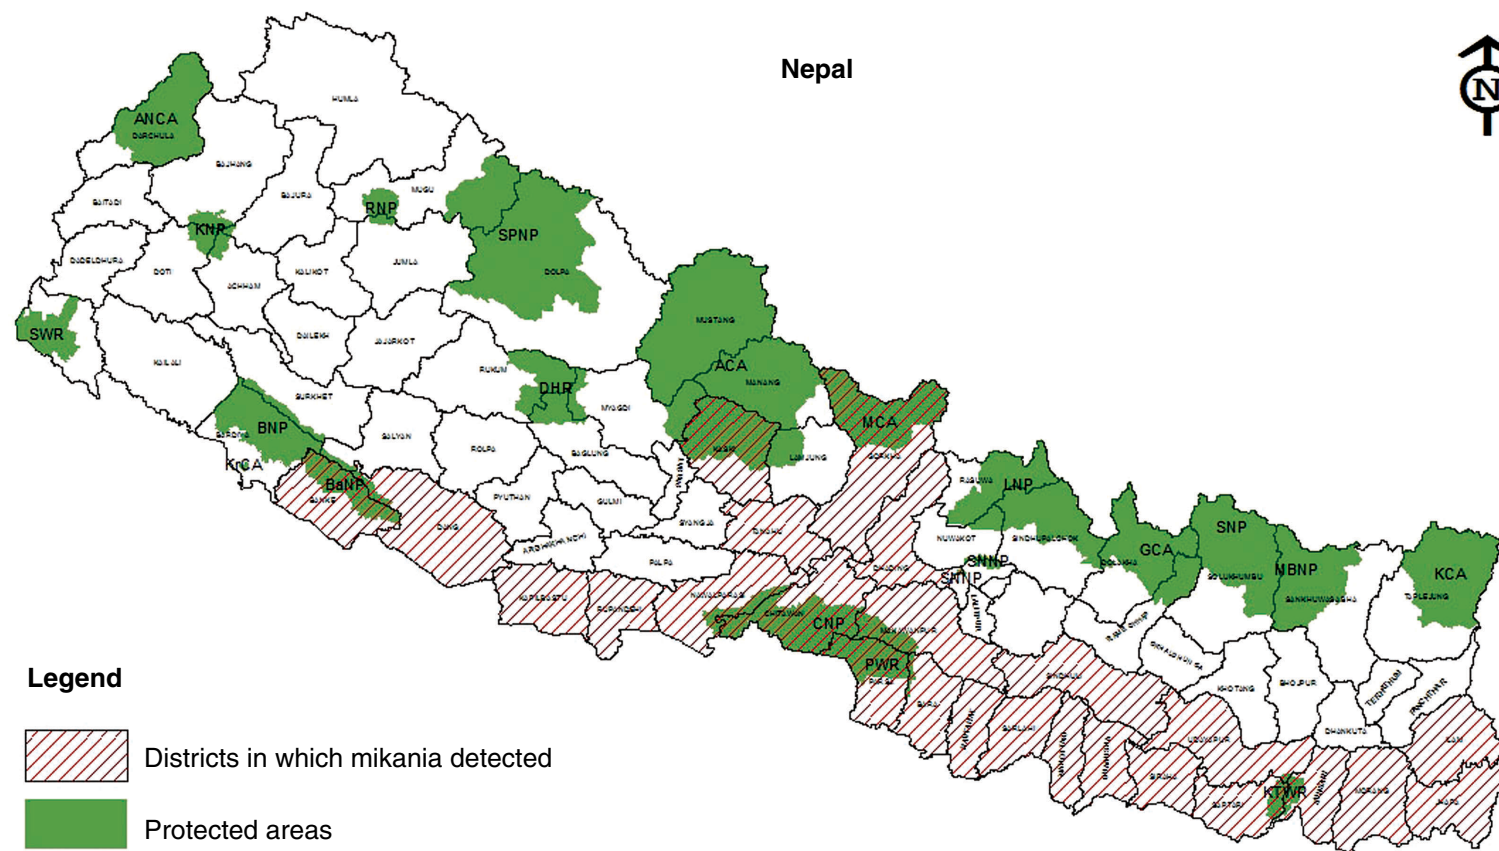 Nepal
N
HUMLA
ANCA
DARCHULA
BAJHANG
BAITADI
BAJURA
MUGU
RNP
KNP
SPNP
DADELDHURA
DOTI
ACHHAM
KALIKOT
JUMLA
DOLPA
SWR
KAILALI
DAILEKH
JAJARKOT
MUSTANG
RUKUM
DHR
ACA
MANANG
SURKHET
MYAGDI
BNP
BARDIYA
SALYAN
ROLPA
BAGLUNG
KASKI
LAMJUNG
MCA
GORKHA
KrCA
BaNP
BANKE
DANG
PYUTHAN
GULMI
SYANGJA
TANAHU
RASUWA
LNP
NUWAKOT
SINDHUPALCHOK
PALPA
DHADING
SNNP
SNNP
DOLAKHA
GCA
SNP
SOLUKHUMBU
MBNP
SANKHUWASABHA
KCA
TAPLEJUNG
KAPILBASTU
RUPANDEHI
NAWALPARASI
CHITAWAN
CNP
MAKAWANPUR
LALITPUR
PWR
PARSA
BARA
SINDHULI
KHOTANG
BHOJPUR
TERHATHUM
PANCHTHAR
DHANKUTA
SARLAHI
UDAYAPUR
ILAM
SIRAHA
SAPTARI
KTWR
SUNSARI
MORANG
JHAPA
Legend
Districts in which mikania detected
Protected areas